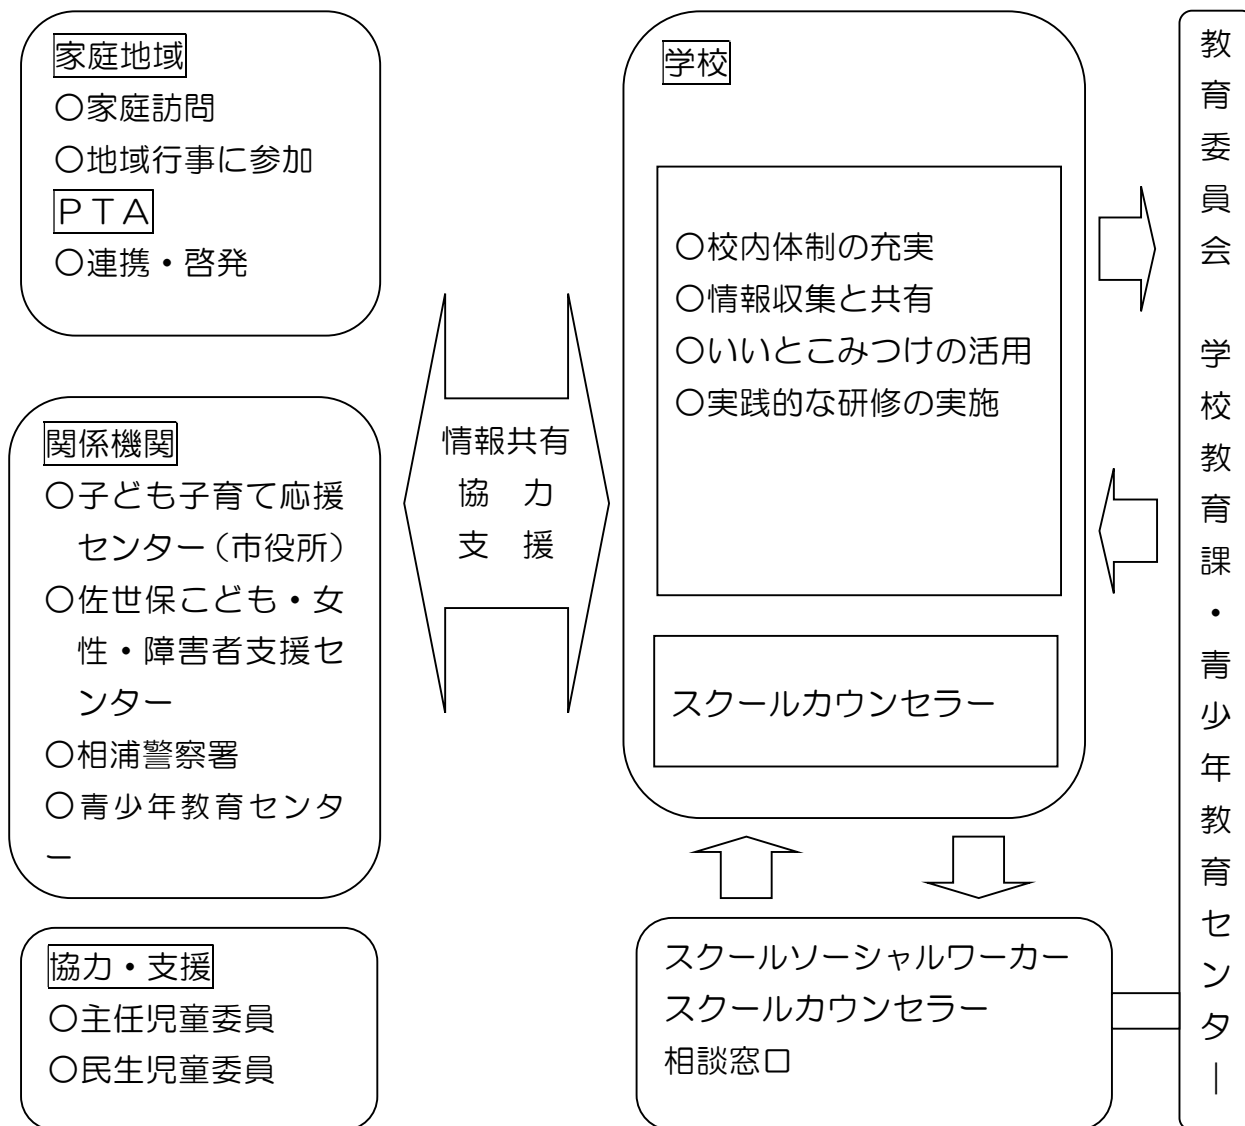 家庭地域
○家庭訪問
○地域行事に参加
ＰＴＡ
○連携・啓発
関係機関
○子ども子育て応援
センター（市役所）
○佐世保こども・女
性・障害者支援セ
ンター
○相浦警察署
○青少年教育センタ
ー
協力・支援
○主任児童委員
○民生児童委員
情報共有
協　力
支　援
学校
○校内体制の充実
○情報収集と共有
○いいとこみつけの活用
○実践的な研修の実施
スクールカウンセラー
スクールソーシャルワーカー
スクールカウンセラー
相談窓口
教育委員会　学校教育課・青少年教育センター